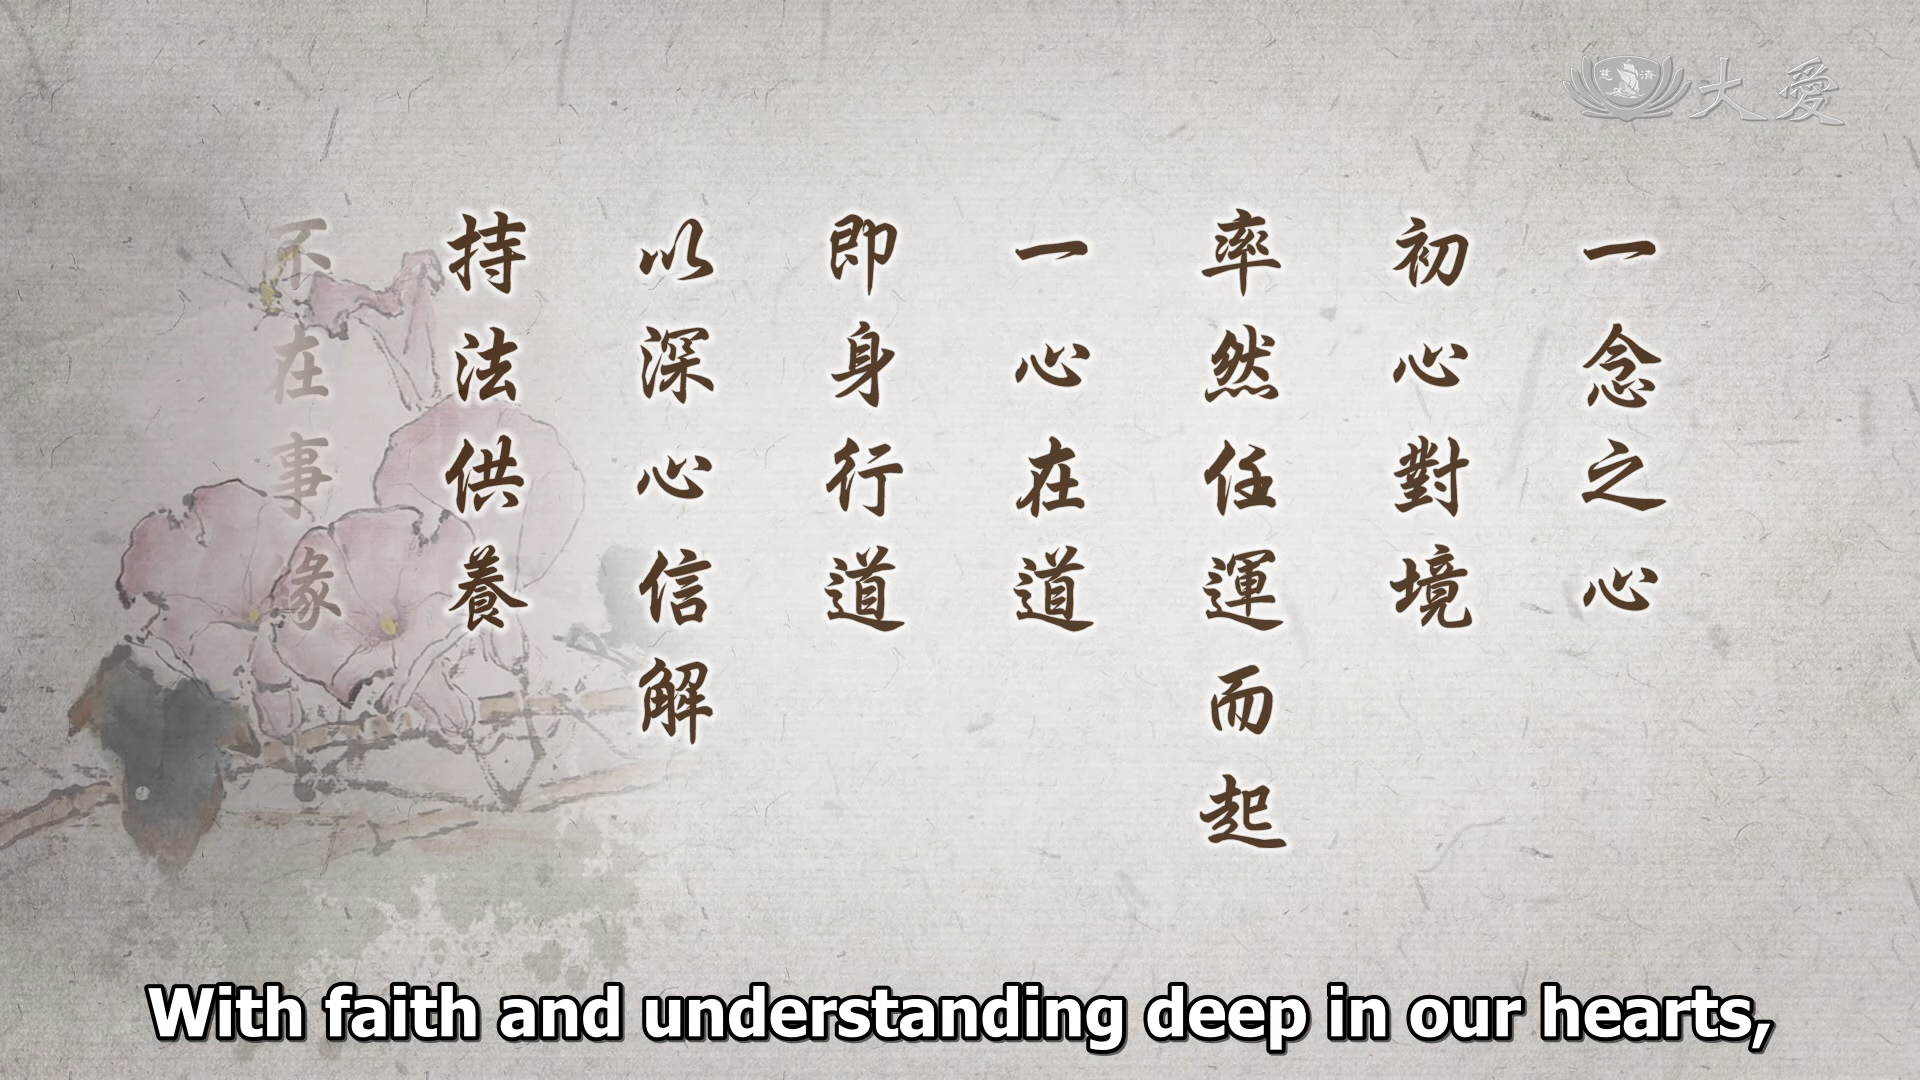 慈濟
大愛
一念之心
初心對境
率然任運而起
一心在道
即身行道
以深心信解
持法供養
不在事緣
With faith and understanding deep in our hearts,